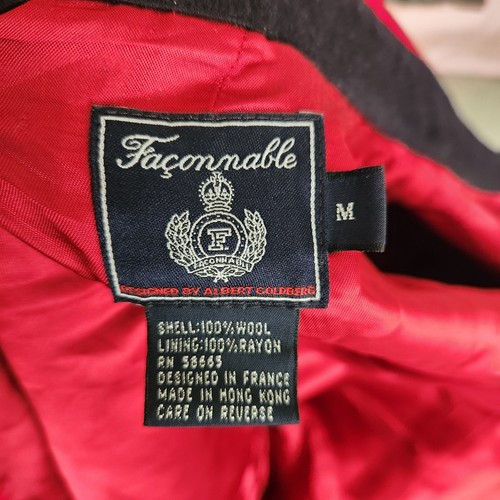 Façonnable
M
F
FACONNABLE
DESIGNED BY ALBERT GOLDBERG
SHELL:100%WOOL
LINING:100%RAYON
RN 58665
DESIGNED IN FRANCE
MADE IN HONG KONG
CARE ON REVERSE